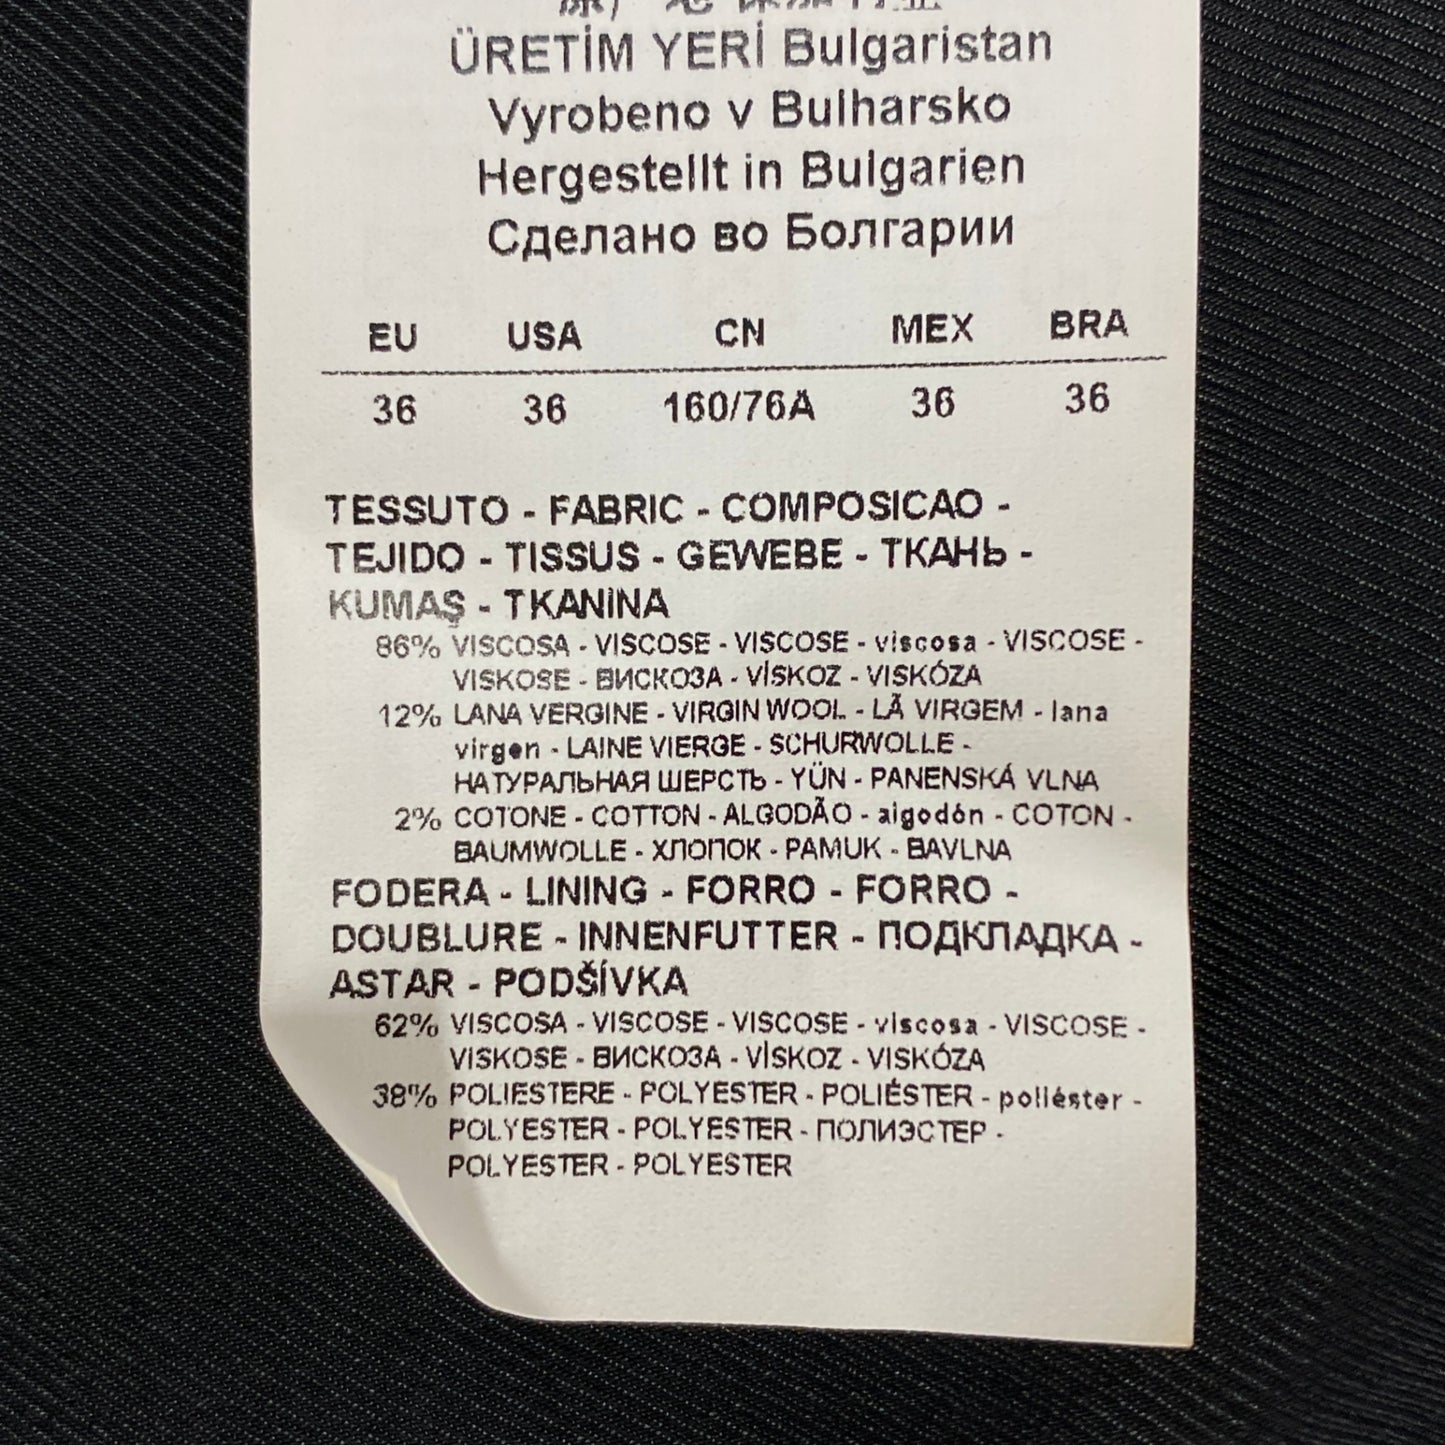 ÜRETİM YERİ Bulgaristan
Vyrobeno v Bulharsko
Hergestellt in Bulgarien
Сделано во Болгарии
EU USA CN MEX BRA
36 36 160/76A 36 36
TESSUTO - FABRIC - COMPOSICAO -
TEJIDO - TISSUS - GEWEBE - ТКАНЬ -
KUMAŞ - TKANINA
86% VISCOSA - VISCOSE - VISCOSE - viscosa - VISCOSE -
VISKOSE - ВИСКОЗА - VİSKOZ - VISKÓZA
12% LANA VERGINE - VIRGIN WOOL - LÃ VIRGEM - lana
virgen - LAINE VIERGE - SCHURWOLLE -
НАТУРАЛЬНАЯ ШЕРСТЬ - YÜN - PANENSKÁ VLNA
2% COTONE - COTTON - ALGODÃO - algodón - COTON -
BAUMWOLLE - ХЛОПОК - PAMUK - BAVLNA
FODERA - LINING - FORRO - FORRO -
DOUBLURE - INNENFUTTER - ПОДКЛАДКА -
ASTAR - PODŠÍVKA
62% VISCOSA - VISCOSE - VISCOSE - viscosa - VISCOSE -
VISKOSE - ВИСКОЗА - VİSKOZ - VISKÓZA
38% POLIESTERE - POLYESTER - POLIÉSTER - poliéster -
POLYESTER - POLYESTER - ПОЛИЭСТЕР -
POLYESTER - POLYESTER